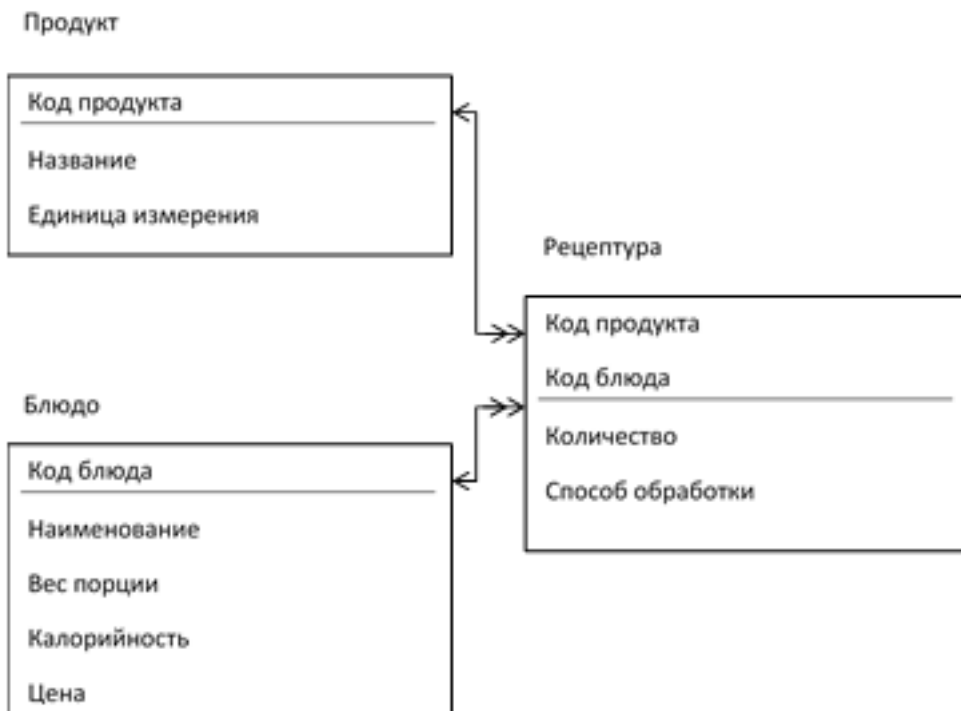 Продукт
Код продукта
Название
Единица измерения
Рецептура
Код продукта
Код блюда
Количество
Способ обработки
Блюдо
Код блюда
Наименование
Вес порции
Калорийность
Цена